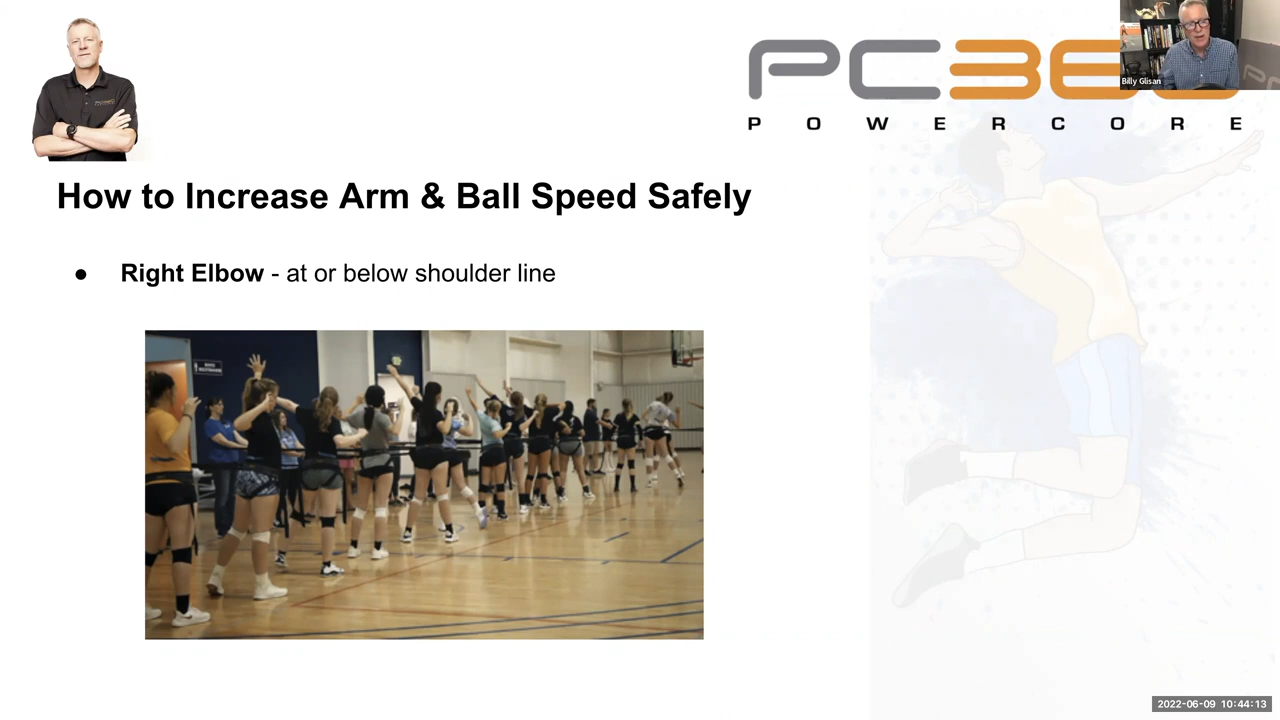 PC360
Billy Glisan
POWERCORE
How to Increase Arm & Ball Speed Safely
● Right Elbow - at or below shoulder line
2022-06-09 10:44:13